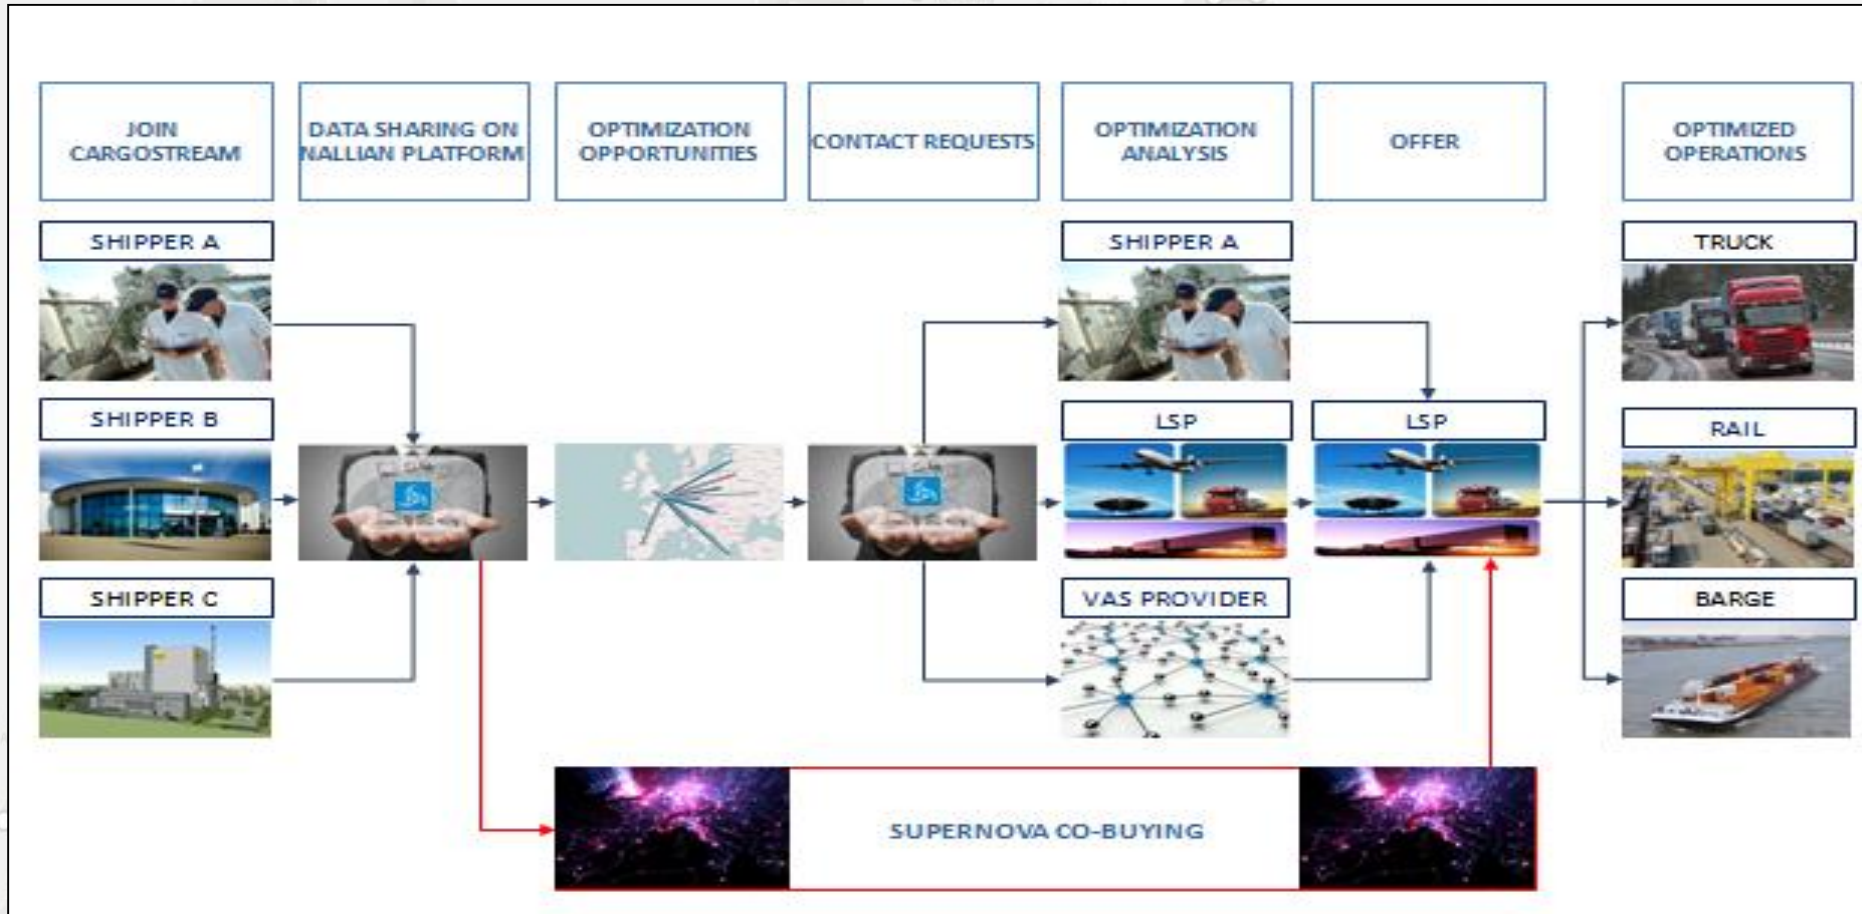 JOIN
CARGOSTREAM
DATA SHARING ON
NALLIAN PLATFORM
OPTIMIZATION
OPPORTUNITIES
CONTACT REQUESTS
OPTIMIZATION
ANALYSIS
OFFER
OPTIMIZED
OPERATIONS
SHIPPER A
SHIPPER A
TRUCK
SHIPPER B
LSP
LSP
RAIL
SHIPPER C
VAS PROVIDER
BARGE
SUPERNOVA CO-BUYING